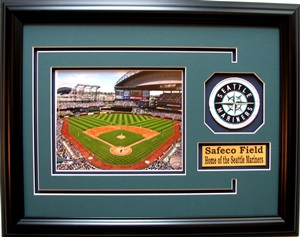 SEATTLE
MARINERS
Safeco Field
Home of the Seattle Mariners